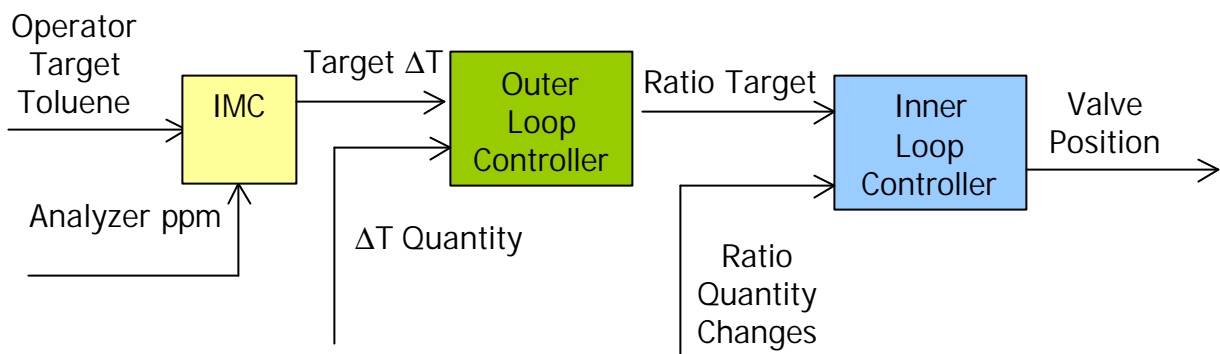 Operator
Target
Toluene
IMC
Analyzer ppm
Target ΔT
ΔT Quantity
Outer
Loop
Controller
Ratio Target
Ratio
Quantity
Changes
Inner
Loop
Controller
Valve
Position